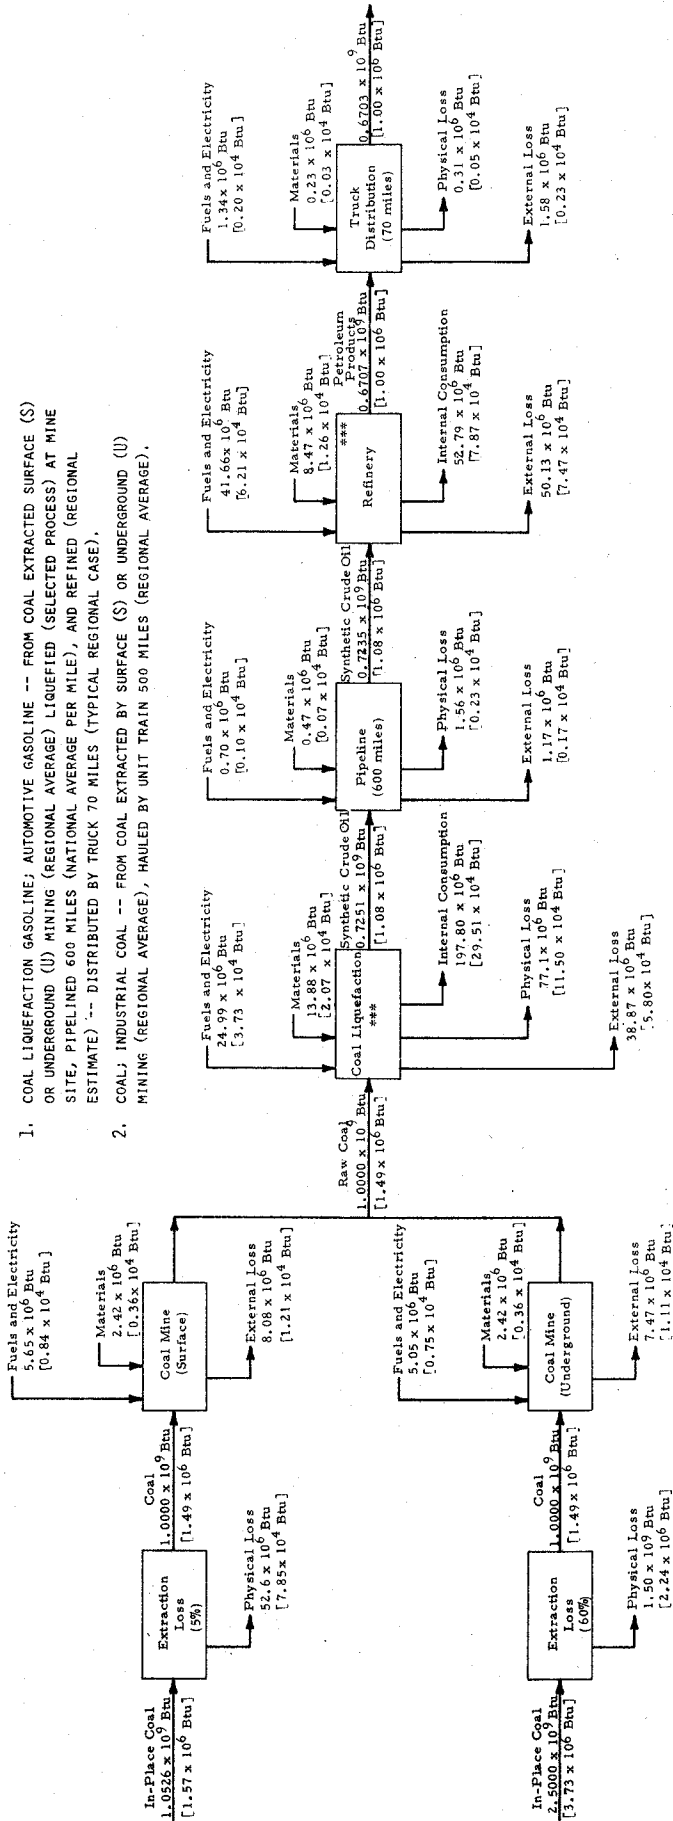 1. COAL LIQUEFACTION GASOLINE; AUTOMOTIVE GASOLINE -- FROM COAL EXTRACTED SURFACE (S)
OR UNDERGROUND (U) MINING (REGIONAL AVERAGE) LIQUEFIED (SELECTED PROCESS) AT MINE
SITE, PIPELINED 600 MILES (NATIONAL AVERAGE PER MILE), AND REFINED (REGIONAL
ESTIMATE) -- DISTRIBUTED BY TRUCK 70 MILES (TYPICAL REGIONAL CASE).
2. COAL; INDUSTRIAL COAL -- FROM COAL EXTRACTED BY SURFACE (S) OR UNDERGROUND (U)
MINING (REGIONAL AVERAGE), HAULED BY UNIT TRAIN 500 MILES (REGIONAL AVERAGE).
In-Place Coal
1.0526 x 10^9 Btu
[1.57 x 10^6 Btu]
Extraction
Loss
(5%)
Physical Loss
52.6 x 10^6 Btu
[7.85 x 10^4 Btu]
Coal
1.0000 x 10^9 Btu
[1.49 x 10^6 Btu]
Fuels and Electricity
5.65 x 10^6 Btu
[0.84 x 10^4 Btu]
Materials
2.42 x 10^6 Btu
[0.36 x 10^4 Btu]
Coal Mine
(Surface)
External Loss
8.08 x 10^6 Btu
[1.21 x 10^4 Btu]
In-Place Coal
2.5000 x 10^9 Btu
[3.73 x 10^6 Btu]
Extraction
Loss
(60%)
Physical Loss
1.50 x 10^9 Btu
[2.24 x 10^6 Btu]
Coal
1.0000 x 10^9 Btu
[1.49 x 10^6 Btu]
Fuels and Electricity
5.05 x 10^6 Btu
[0.75 x 10^4 Btu]
Materials
2.42 x 10^6 Btu
[0.36 x 10^4 Btu]
Coal Mine
(Underground)
External Loss
7.47 x 10^6 Btu
[1.11 x 10^4 Btu]
Raw Coal
1.0000 x 10^9 Btu
[1.49 x 10^6 Btu]
Fuels and Electricity
24.99 x 10^6 Btu
[3.73 x 10^4 Btu]
Materials
13.88 x 10^6 Btu
[2.07 x 10^4 Btu]
Coal Liquefaction
***
Internal Consumption
197.80 x 10^6 Btu
[29.51 x 10^4 Btu]
Physical Loss
77.1 x 10^6 Btu
[11.50 x 10^4 Btu]
External Loss
38.87 x 10^6 Btu
[5.80 x 10^4 Btu]
Synthetic Crude Oil
0.7251 x 10^9 Btu
[1.08 x 10^6 Btu]
Fuels and Electricity
0.70 x 10^6 Btu
[0.10 x 10^4 Btu]
Materials
0.47 x 10^6 Btu
[0.07 x 10^4 Btu]
Pipeline
(600 miles)
Physical Loss
1.56 x 10^6 Btu
[0.23 x 10^4 Btu]
External Loss
1.17 x 10^6 Btu
[0.17 x 10^4 Btu]
Synthetic Crude Oil
0.7235 x 10^9 Btu
[1.08 x 10^6 Btu]
Fuels and Electricity
41.66 x 10^6 Btu
[6.21 x 10^4 Btu]
Materials
8.47 x 10^6 Btu
[1.26 x 10^4 Btu]
***
Refinery
Internal Consumption
52.79 x 10^6 Btu
[7.87 x 10^4 Btu]
External Loss
50.13 x 10^6 Btu
[7.47 x 10^4 Btu]
Petroleum
Products
0.6707 x 10^9 Btu
[1.00 x 10^6 Btu]
Fuels and Electricity
1.34 x 10^6 Btu
[0.20 x 10^4 Btu]
Materials
0.23 x 10^6 Btu
[0.03 x 10^4 Btu]
Truck
Distribution
(70 miles)
Physical Loss
0.31 x 10^6 Btu
[0.05 x 10^4 Btu]
External Loss
1.58 x 10^6 Btu
[0.23 x 10^4 Btu]
0.6703 x 10^9 Btu
[1.00 x 10^6 Btu]